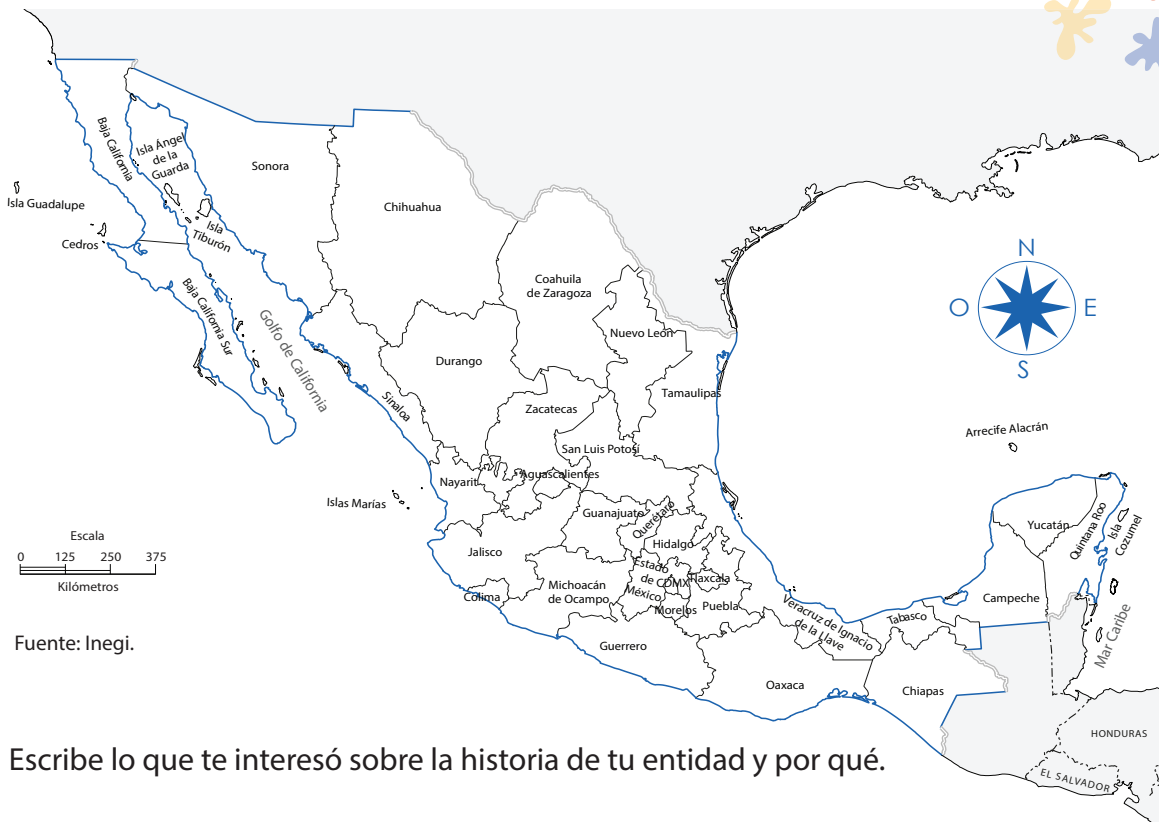 Baja California
Isla Ángel
de la
Guarda
Sonora
Chihuahua
Isla Guadalupe
Cedros
Isla
Tiburón
Baja California Sur
Golfo de California
Coahuila
de Zaragoza
Nuevo León
Durango
Sinaloa
Tamaulipas
Zacatecas
San Luis Potosí
Aguascalientes
Nayarit
Islas Marías
N
O
E
S
Arrecife Alacrán
Guanajuato
Querétaro
Hidalgo
Jalisco
Estado
de
México
CDMX
Tlaxcala
Michoacán
de Ocampo
Colima
Morelos
Puebla
Guerrero
Veracruz de Ignacio
de la Llave
Oaxaca
Tabasco
Chiapas
Campeche
Yucatán
Quintana Roo
Isla
Cozumel
Mar Caribe
HONDURAS
EL SALVADOR
Escala
0 125 250 375
Kilómetros
Fuente: Inegi.
Escribe lo que te interesó sobre la historia de tu entidad y por qué.